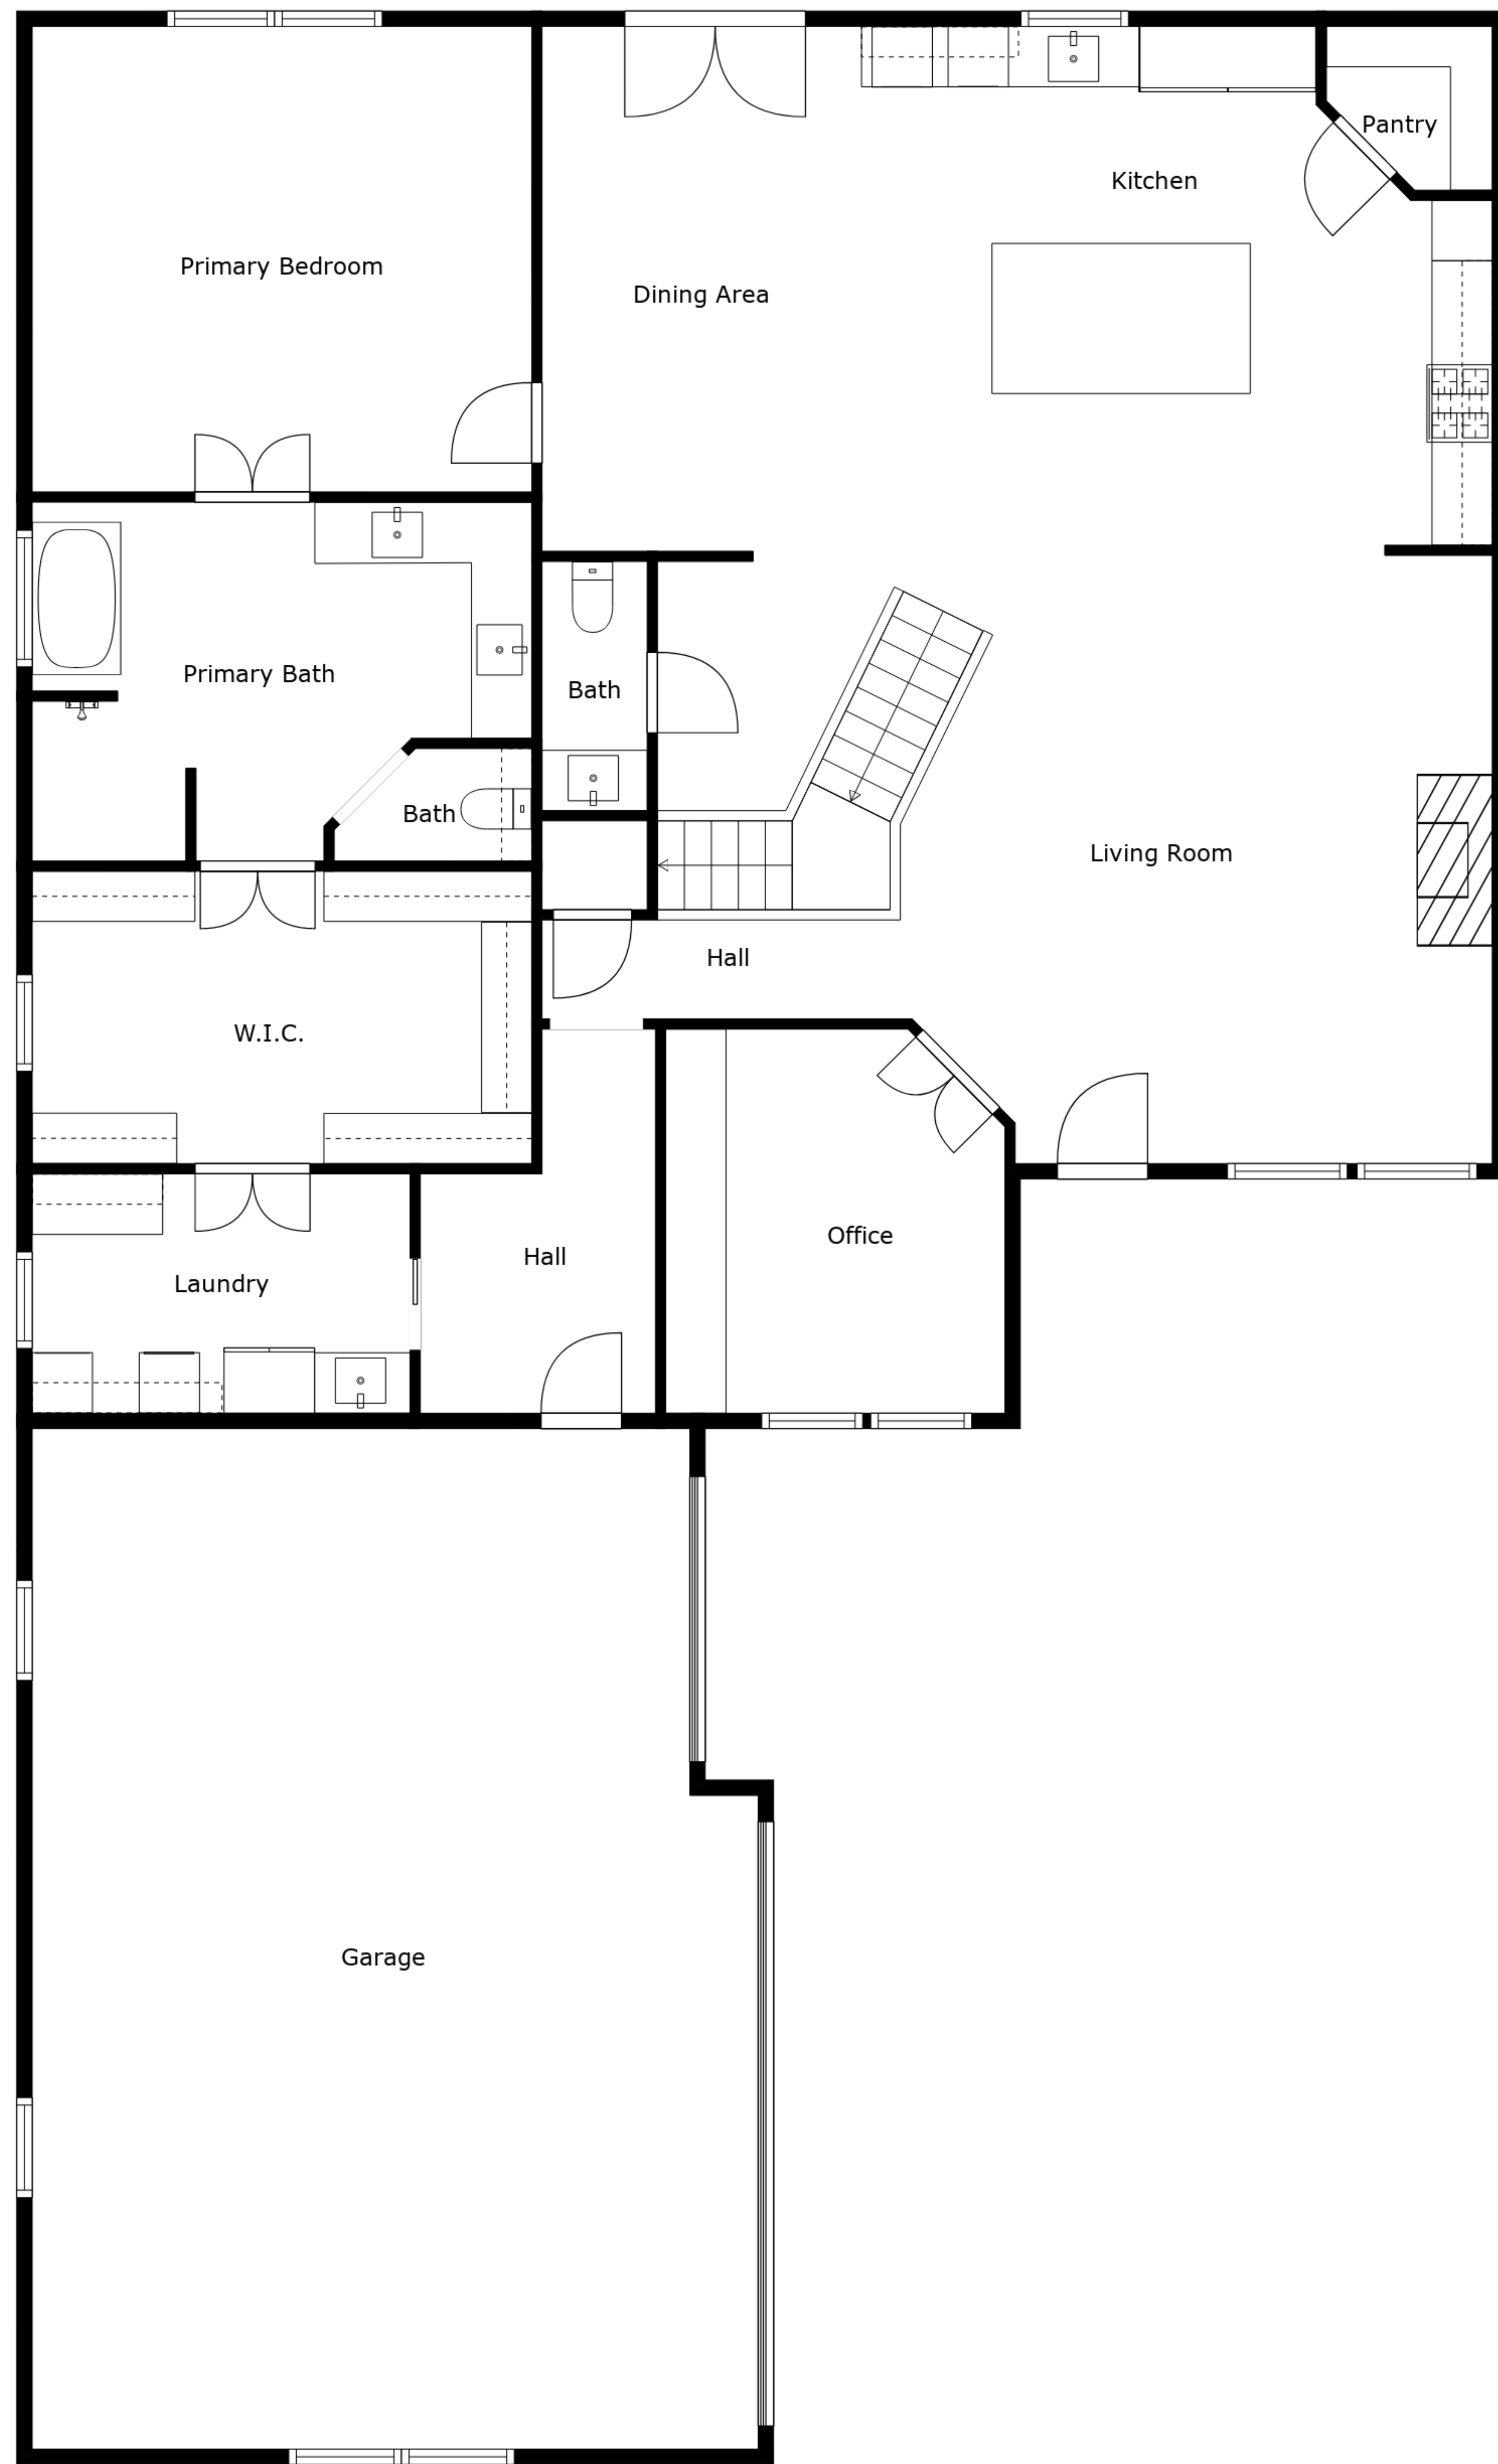 Pantry
Kitchen
Primary Bedroom
Dining Area
Primary Bath
Bath
Bath
Living Room
Hall
W.I.C.
Office
Hall
Laundry
Garage